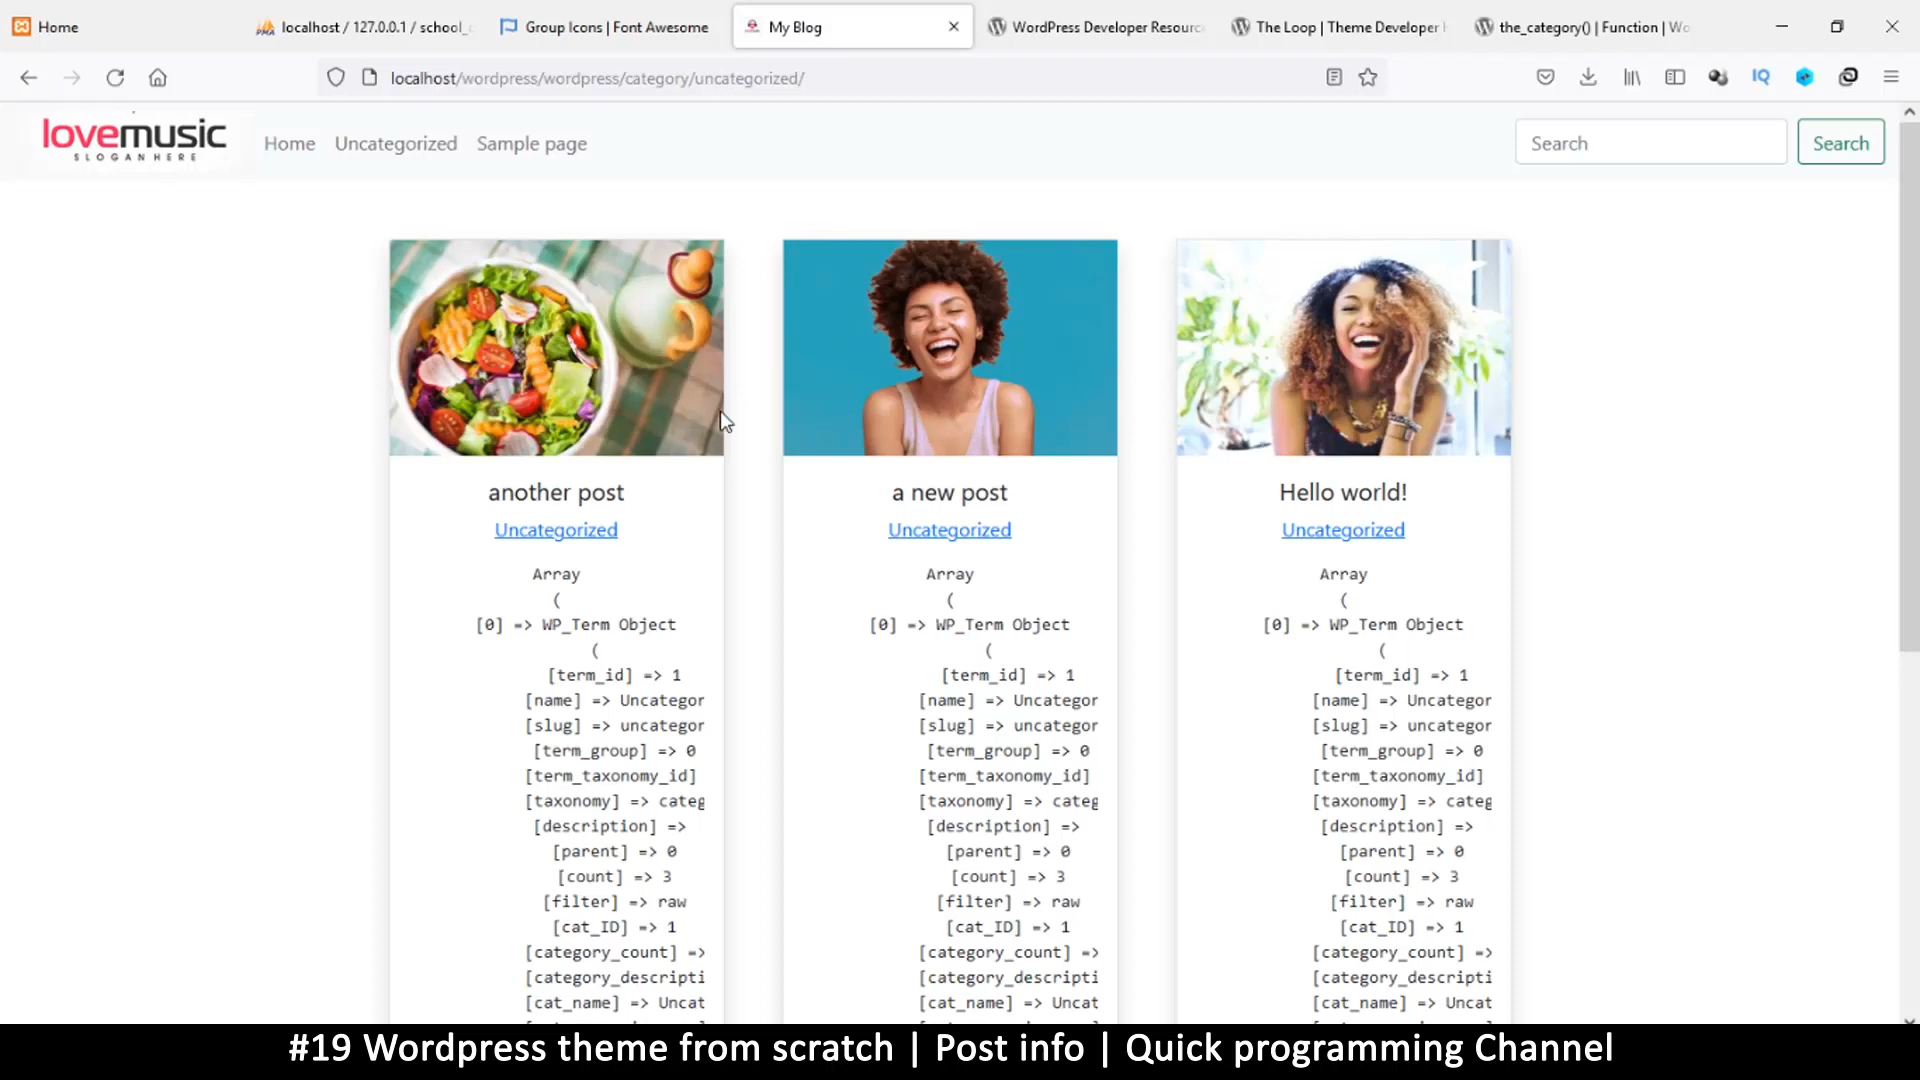 Home
localhost / 127.0.0.1 / school_
Group Icons | Font Awesome
My Blog
WordPress Developer Resourc
The Loop | Theme Developer
the_category() | Function | Wo
localhost/wordpress/wordpress/category/uncategorized/
IQ
lovemusic
SLOGAN HERE
Home
Uncategorized
Sample page
Search
Search
another post
Uncategorized
Array
(
[0] => WP_Term Object
(
[term_id] => 1
[name] => Uncategor
[slug] => uncategor
[term_group] => 0
[term_taxonomy_id]
[taxonomy] => categ
[description] =>
[parent] => 0
[count] => 3
[filter] => raw
[cat_ID] => 1
[category_count] =>
[category_descripti
[cat_name] => Uncat
a new post
Uncategorized
Array
(
[0] => WP_Term Object
(
[term_id] => 1
[name] => Uncategor
[slug] => uncategor
[term_group] => 0
[term_taxonomy_id]
[taxonomy] => categ
[description] =>
[parent] => 0
[count] => 3
[filter] => raw
[cat_ID] => 1
[category_count] =>
[category_descripti
[cat_name] => Uncat
Hello world!
Uncategorized
Array
(
[0] => WP_Term Object
(
[term_id] => 1
[name] => Uncategor
[slug] => uncategor
[term_group] => 0
[term_taxonomy_id]
[taxonomy] => categ
[description] =>
[parent] => 0
[count] => 3
[filter] => raw
[cat_ID] => 1
[category_count] =>
[category_descripti
[cat_name] => Uncat
#19 Wordpress theme from scratch | Post info | Quick programming Channel